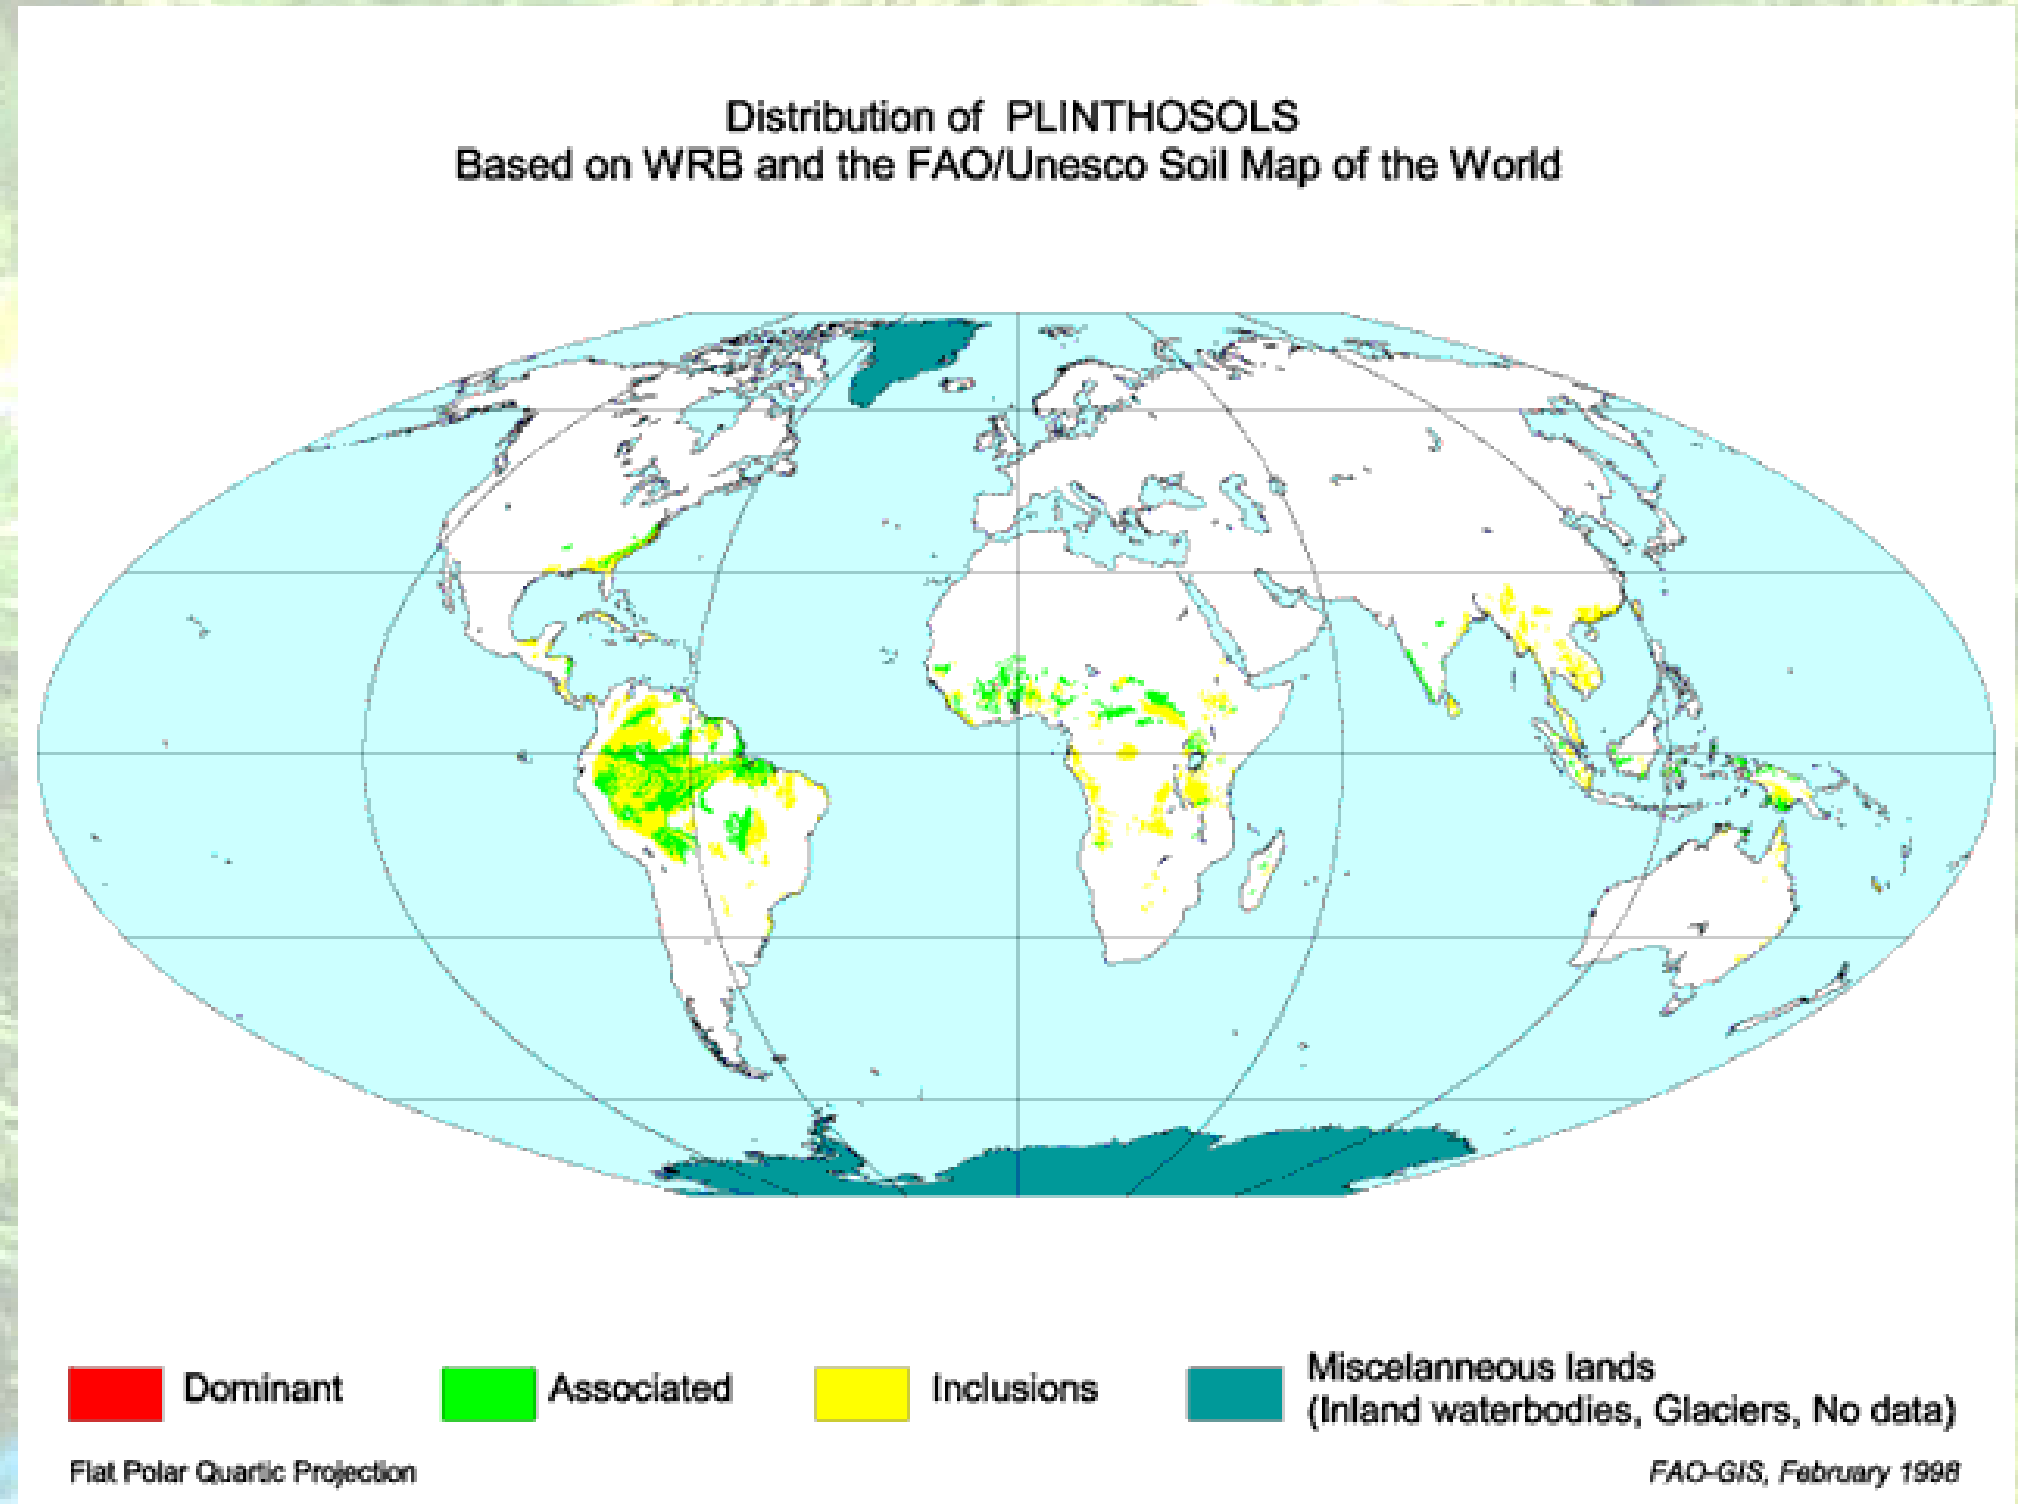 Distribution of PLINTHOSOLS
Based on WRB and the FAO/Unesco Soil Map of the World
Dominant
Associated
Inclusions
Miscelanneous lands
(Inland waterbodies, Glaciers, No data)
Flat Polar Quartic Projection
FAO-GIS, February 1998